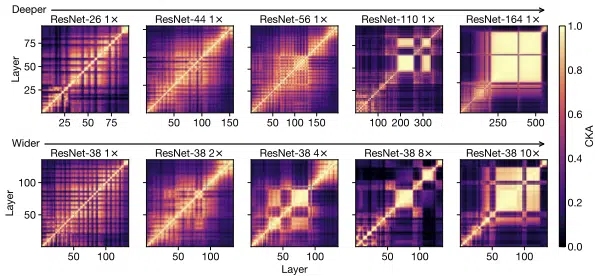 Deeper
ResNet-26 1× ResNet-44 1× ResNet-56 1× ResNet-110 1× ResNet-164 1×
Layer
75
50
25
25 50 75
50 100 150
50 100 150
100 200 300
250 500
Wider
ResNet-38 1× ResNet-38 2× ResNet-38 4× ResNet-38 8× ResNet-38 10×
Layer
100
50
50 100
50 100
50 100
50 100
50 100
Layer
1.0
0.8
0.6
0.4
0.2
0.0
CKA